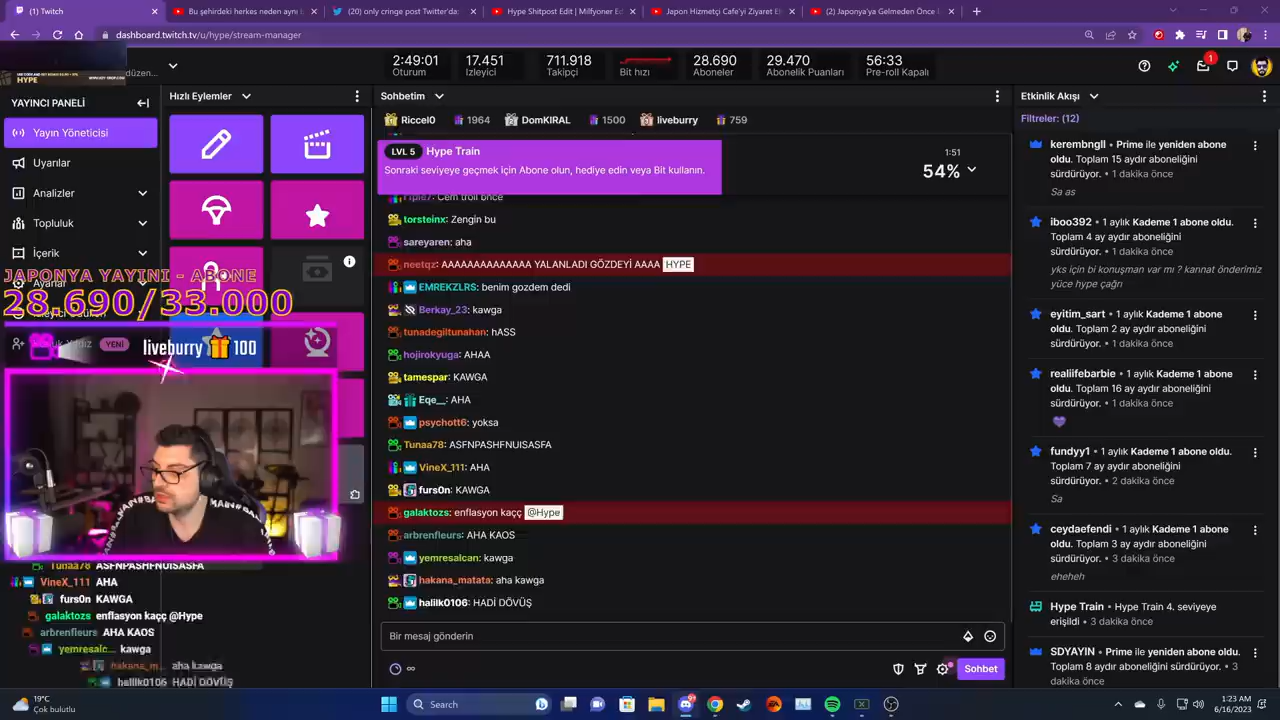 (1) Twitch
Bu şehirdeki herkes neden aynı b
(20) only cringe post Twitter'da:
Hype Shitpost Edit | Milfyoner Ed
Japon Hizmetçi Cafe'yi Ziyaret Et
(2) Japonya'ya Gelmeden Önce B
dashboard.twitch.tv/u/hype/stream-manager
HYPE
düzen...
2:49:01
Oturum
17.451
İzleyici
711.918
Takipçi
Bit hızı
28.690
Aboneler
29.470
Abonelik Puanları
56:33
Pre-roll Kapalı
1
YAYINCI PANELİ
Yayın Yöneticisi
Uyarılar
Analizler
Topluluk
İçerik
Ayarlar
YENİ
JAPONYA YAYINI - ABONE
28.690/33.000
liveburry 100
Hızlı Eylemler
Sohbetim
Riccel0 1964
DomKIRAL 1500
liveburry 759
LVL 5 Hype Train
Sonraki seviyeye geçmek için Abone olun, hediye edin veya Bit kullanın.
1:51
54%
Cem troll önce
torsteinx: Zengin bu
sareyaren: aha
neetqz: AAAAAAAAAAAAAA YALANLADI GÖZDEYİ AAAA HYPE
EMREKZLRS: benim gozdem dedi
Berkay_23: kawga
tunadegiltunahan: hASS
hojirokyuga: AHAA
tamespar: KAWGA
Eqe__: AHA
psychott6: yoksa
Tunaa78: ASFNPASHFNUISASFA
VineX_111: AHA
furs0n: KAWGA
galaktozs: enflasyon kaçç @Hype
arbrenfleurs: AHA KAOS
yemresalcan: kawga
hakana_matata: aha kawga
halilk0106: HADİ DÖVÜŞ
Bir mesaj gönderin
Sohbet
Tunaa78 ASFNPASHFNUISASFA
VineX_111 AHA
furs0n KAWGA
galaktozs enflasyon kaçç @Hype
arbrenfleurs AHA KAOS
yemresalc... kawga
hakana_m... aha kawga
halilk0106 HADİ DÖVÜŞ
Etkinlik Akışı
Filtreler: (12)
kerembngll • Prime ile yeniden abone
oldu. Toplam 15 aydır aboneliğini
sürdürüyor. • 1 dakika önce
Sa as
iboo392 • 1 aylık Kademe 1 abone oldu.
Toplam 4 ay aydır aboneliğini
sürdürüyor. • 1 dakika önce
yks için bi konuşman var mı ? kannat önderimiz
yüce hype çağrı
eyitim_sart • 1 aylık Kademe 1 abone
oldu. Toplam 2 ay aydır aboneliğini
sürdürüyor. • 1 dakika önce
realiifebarbie • 1 aylık Kademe 1 abone
oldu. Toplam 16 ay aydır aboneliğini
sürdürüyor. • 1 dakika önce
fundyy1 • 1 aylık Kademe 1 abone oldu.
Toplam 7 ay aydır aboneliğini
sürdürüyor. • 2 dakika önce
Sa
ceydaefendi • 1 aylık Kademe 1 abone
oldu. Toplam 3 ay aydır aboneliğini
sürdürüyor. • 3 dakika önce
eheheh
Hype Train • Hype Train 4. seviyeye
erişildi • 3 dakika önce
SDYAYIN • Prime ile yeniden abone oldu.
Toplam 8 aydır aboneliğini sürdürüyor. • 3
dakika önce
19°C
Çok bulutlu
Search
1:23 AM
6/16/2023